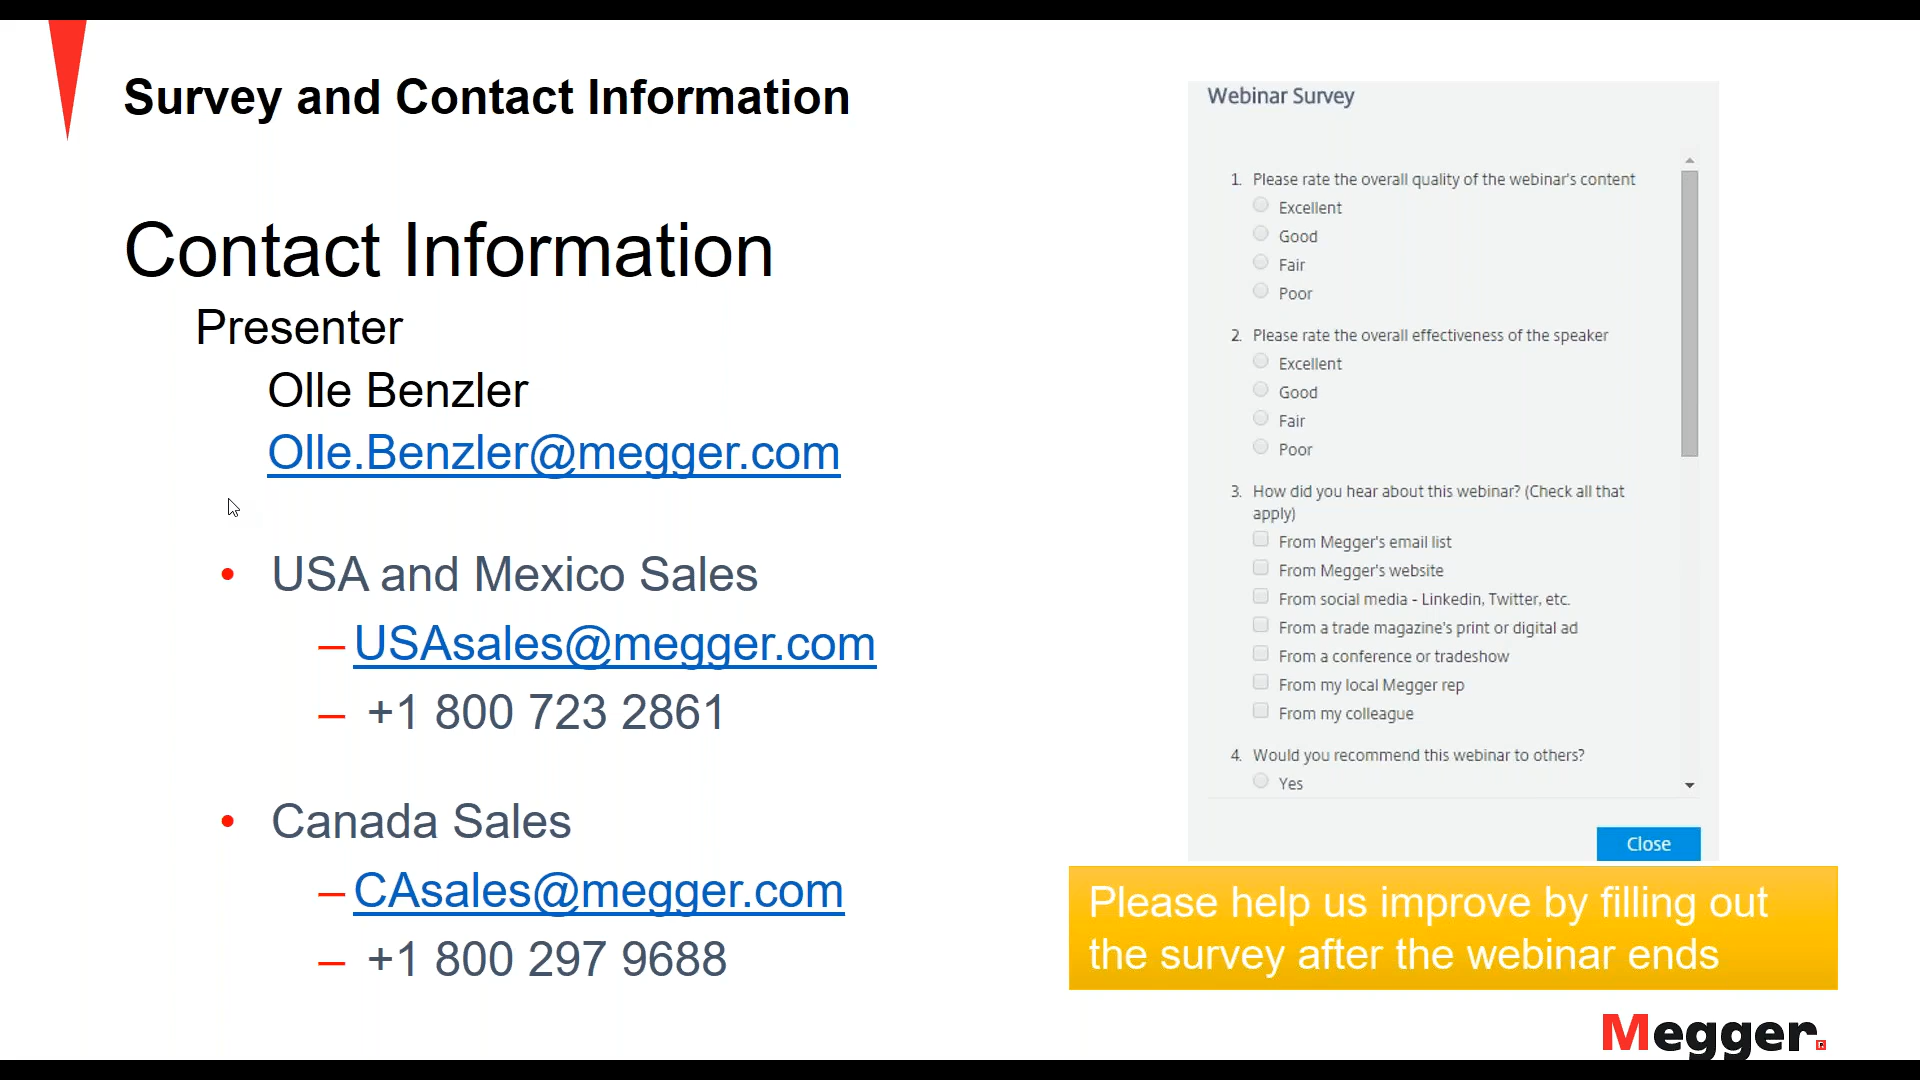 Survey and Contact Information
Contact Information
Presenter
Olle Benzler
Olle.Benzler@megger.com
• USA and Mexico Sales
– USAsales@megger.com
– +1 800 723 2861
• Canada Sales
– CAsales@megger.com
– +1 800 297 9688
Webinar Survey
1. Please rate the overall quality of the webinar's content
Excellent
Good
Fair
Poor
2. Please rate the overall effectiveness of the speaker
Excellent
Good
Fair
Poor
3. How did you hear about this webinar? (Check all that
apply)
From Megger's email list
From Megger's website
From social media - Linkedin, Twitter, etc.
From a trade magazine's print or digital ad
From a conference or tradeshow
From my local Megger rep
From my colleague
4. Would you recommend this webinar to others?
Yes
Close
Please help us improve by filling out
the survey after the webinar ends
Megger.